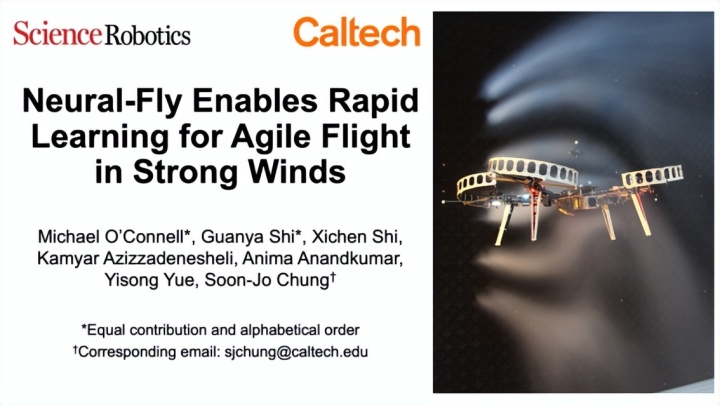 Science Robotics
Caltech
Neural-Fly Enables Rapid
Learning for Agile Flight
in Strong Winds
Michael O’Connell*, Guanya Shi*, Xichen Shi,
Kamyar Azizzadenesheli, Anima Anandkumar,
Yisong Yue, Soon-Jo Chung†
*Equal contribution and alphabetical order
†Corresponding email: sjchung@caltech.edu